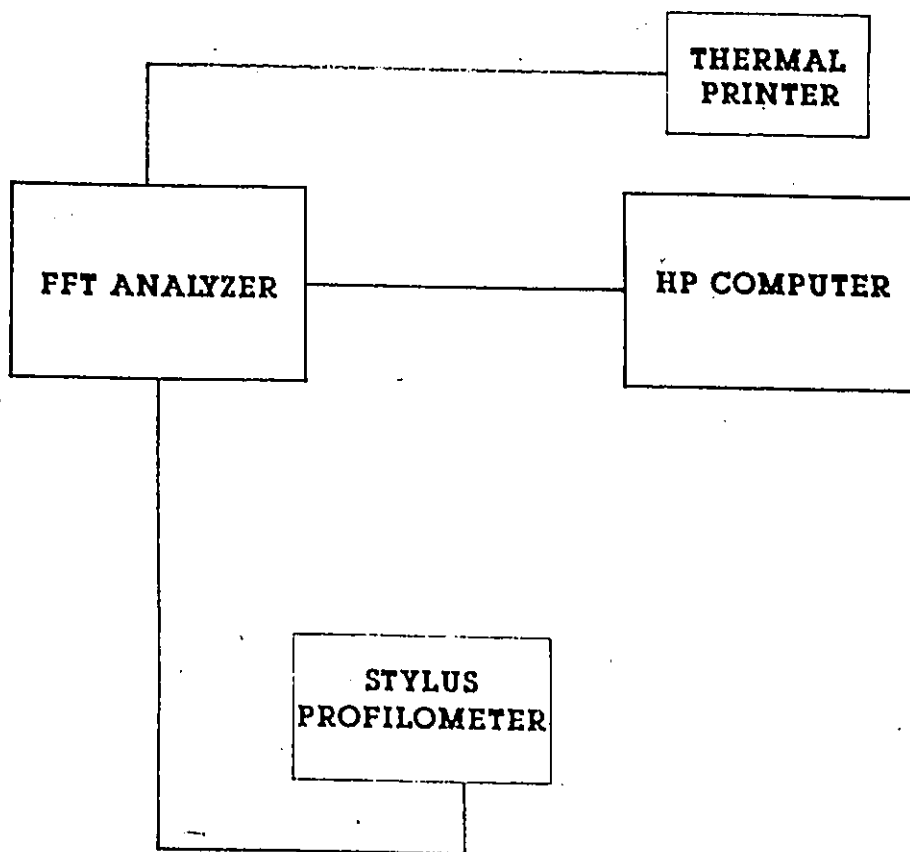 THERMAL
PRINTER
FFT ANALYZER
HP COMPUTER
STYLUS
PROFILOMETER